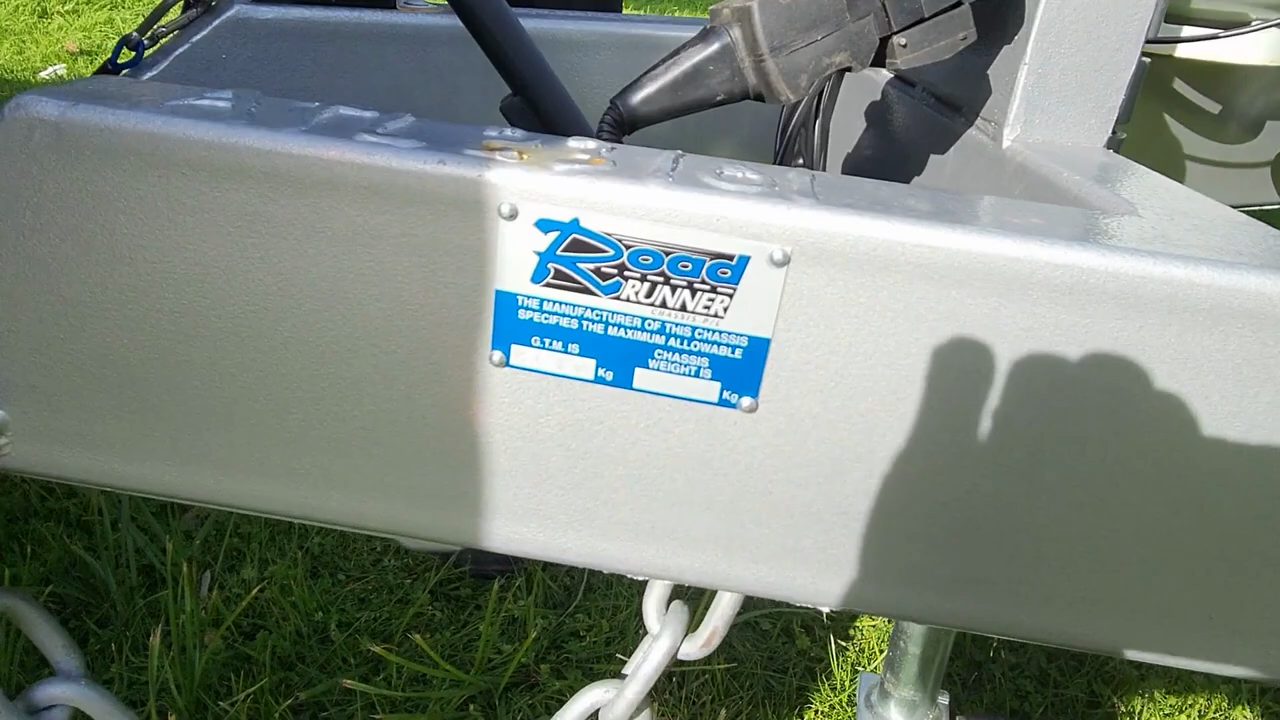 Road
RUNNER
CHASSIS P/L
THE MANUFACTURER OF THIS CHASSIS
SPECIFIES THE MAXIMUM ALLOWABLE
G.T.M. IS
Kg
CHASSIS
WEIGHT IS
Kg